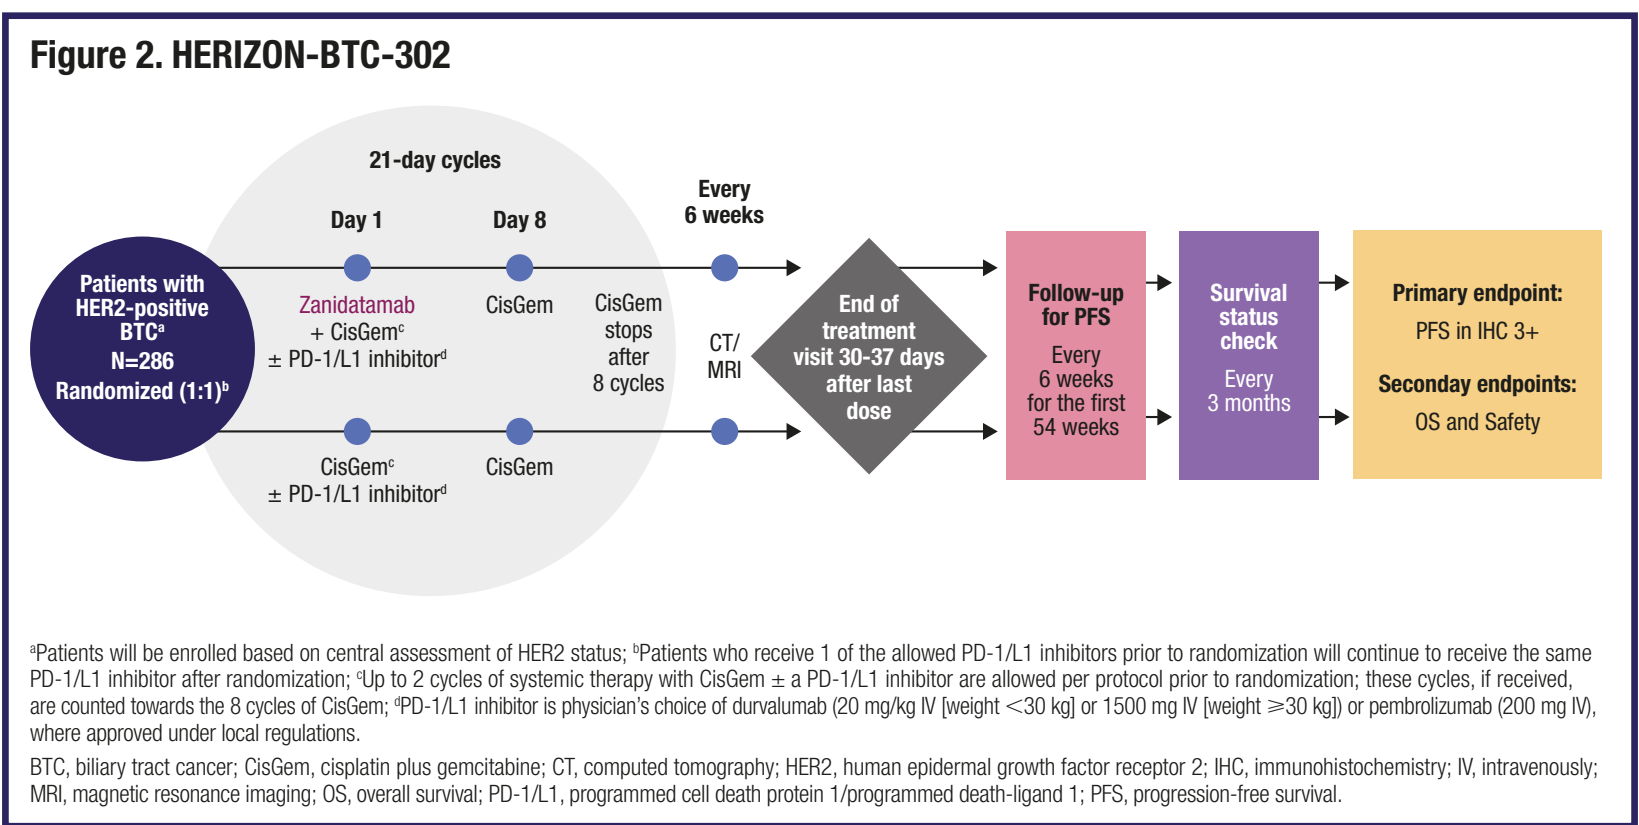 Figure 2. HERIZON-BTC-302
21-day cycles
Day 1
Day 8
Every
6 weeks
Patients with
HER2-positive
BTCᵃ
N=286
Randomized (1:1)ᵇ
Zanidatamab
+ CisGemᶜ
± PD-1/L1 inhibitorᵈ
CisGem
CisGem
stops
after
8 cycles
CT/
MRI
CisGemᶜ
± PD-1/L1 inhibitorᵈ
CisGem
End of
treatment
visit 30-37 days
after last
dose
Follow-up
for PFS
Every
6 weeks
for the first
54 weeks
Survival
status
check
Every
3 months
Primary endpoint:
PFS in IHC 3+
Seconday endpoints:
OS and Safety
ᵃPatients will be enrolled based on central assessment of HER2 status; ᵇPatients who receive 1 of the allowed PD-1/L1 inhibitors prior to randomization will continue to receive the same
PD-1/L1 inhibitor after randomization; ᶜUp to 2 cycles of systemic therapy with CisGem ± a PD-1/L1 inhibitor are allowed per protocol prior to randomization; these cycles, if received,
are counted towards the 8 cycles of CisGem; ᵈPD-1/L1 inhibitor is physician’s choice of durvalumab (20 mg/kg IV [weight <30 kg] or 1500 mg IV [weight ⩾30 kg]) or pembrolizumab (200 mg IV),
where approved under local regulations.
BTC, biliary tract cancer; CisGem, cisplatin plus gemcitabine; CT, computed tomography; HER2, human epidermal growth factor receptor 2; IHC, immunohistochemistry; IV, intravenously;
MRI, magnetic resonance imaging; OS, overall survival; PD-1/L1, programmed cell death protein 1/programmed death-ligand 1; PFS, progression-free survival.